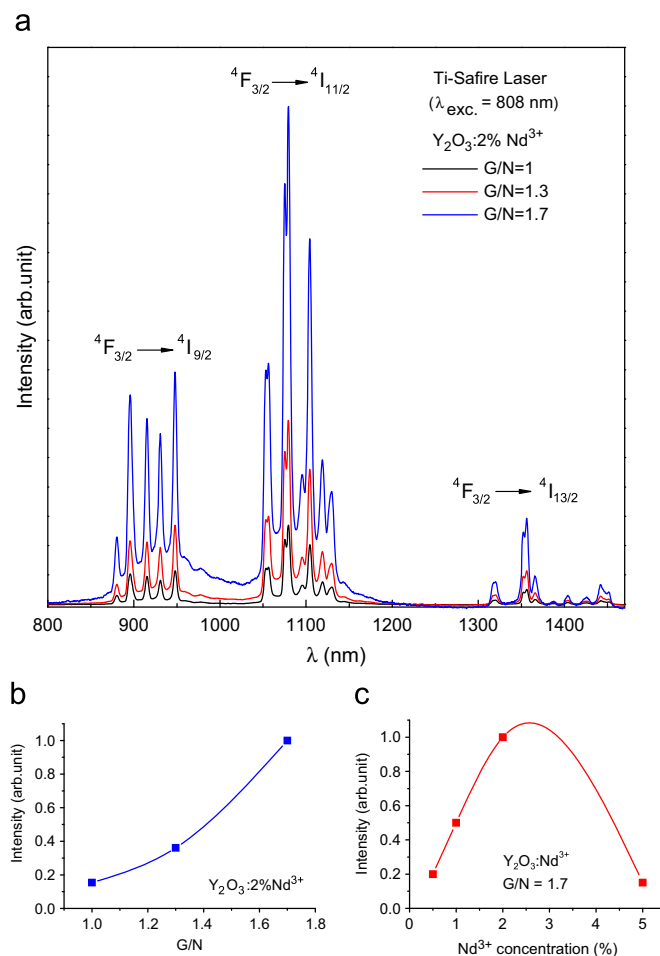 a
⁴F₃/₂ → ⁴I₁₁/₂
Ti-Safire Laser
(λexc. = 808 nm)
Y₂O₃:2% Nd³⁺
G/N=1
G/N=1.3
G/N=1.7
⁴F₃/₂ → ⁴I₉/₂
⁴F₃/₂ → ⁴I₁₃/₂
Intensity (arb.unit)
800 900 1000 1100 1200 1300 1400
λ (nm)
b
1.0
0.8
0.6
0.4
0.2
0.0
Intensity (arb.unit)
Y₂O₃:2%Nd³⁺
1.0 1.2 1.4 1.6 1.8
G/N
c
1.0
0.8
0.6
0.4
0.2
0.0
Intensity (arb.unit)
Y₂O₃:Nd³⁺
G/N = 1.7
0 1 2 3 4 5
Nd³⁺ concentration (%)